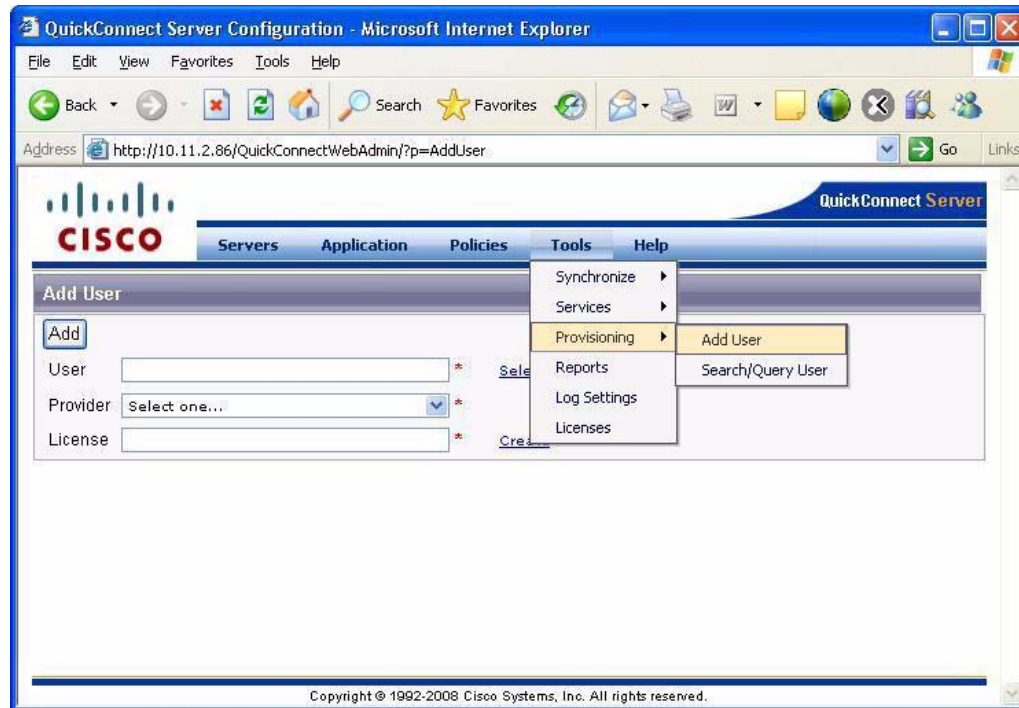 QuickConnect Server Configuration - Microsoft Internet Explorer
File Edit View Favorites Tools Help
Back Search Favorites
Address http://10.11.2.86/QuickConnectWebAdmin/?p=AddUser Go Links
QuickConnect Server
CISCO
Servers Application Policies Tools Help
Synchronize
Add User
Services
Add
Provisioning
Add User
User
Reports
Search/Query User
Provider Select one...
Log Settings
License
Licenses
Copyright © 1992-2008 Cisco Systems, Inc. All rights reserved.